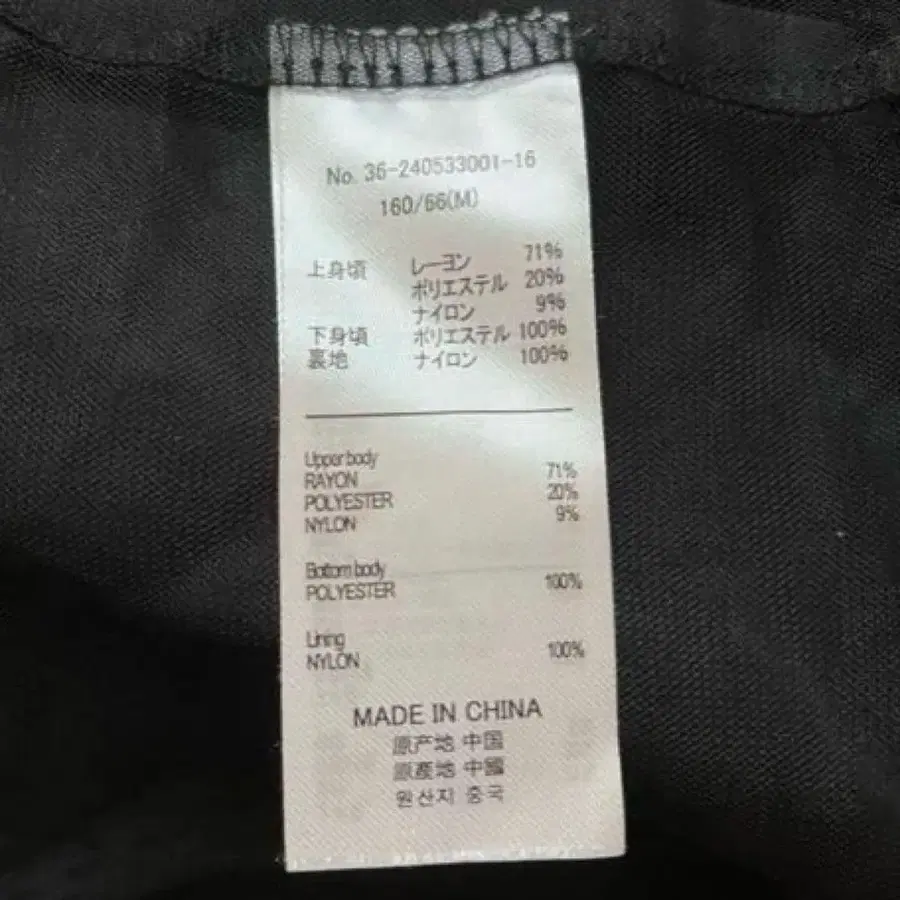 No. 36-240533001-16
160/66(M)
上身頃 レーヨン 71%
ポリエステル 20%
ナイロン 9%
下身頃 ポリエステル 100%
裏地 ナイロン 100%
Upper body
RAYON 71%
POLYESTER 20%
NYLON 9%
Bottom body
POLYESTER 100%
Lining
NYLON 100%
MADE IN CHINA
原产地 中国
原產地 中國
원산지 중국